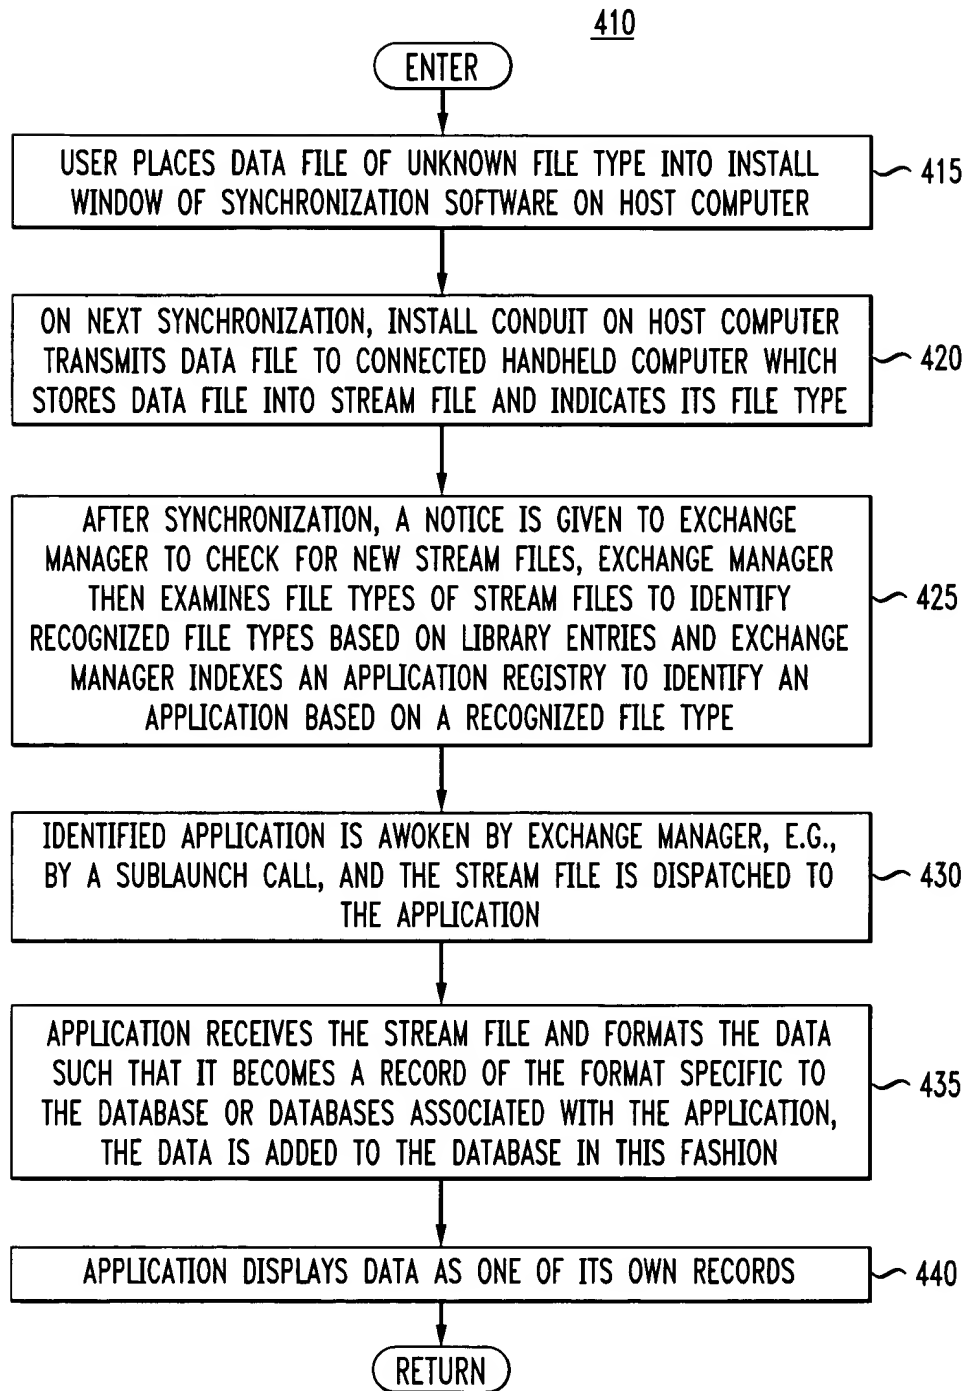 410
ENTER
USER PLACES DATA FILE OF UNKNOWN FILE TYPE INTO INSTALL
WINDOW OF SYNCHRONIZATION SOFTWARE ON HOST COMPUTER
415
ON NEXT SYNCHRONIZATION, INSTALL CONDUIT ON HOST COMPUTER
TRANSMITS DATA FILE TO CONNECTED HANDHELD COMPUTER WHICH
STORES DATA FILE INTO STREAM FILE AND INDICATES ITS FILE TYPE
420
AFTER SYNCHRONIZATION, A NOTICE IS GIVEN TO EXCHANGE
MANAGER TO CHECK FOR NEW STREAM FILES, EXCHANGE MANAGER
THEN EXAMINES FILE TYPES OF STREAM FILES TO IDENTIFY
RECOGNIZED FILE TYPES BASED ON LIBRARY ENTRIES AND EXCHANGE
MANAGER INDEXES AN APPLICATION REGISTRY TO IDENTIFY AN
APPLICATION BASED ON A RECOGNIZED FILE TYPE
425
IDENTIFIED APPLICATION IS AWOKEN BY EXCHANGE MANAGER, E.G.,
BY A SUBLAUNCH CALL, AND THE STREAM FILE IS DISPATCHED TO
THE APPLICATION
430
APPLICATION RECEIVES THE STREAM FILE AND FORMATS THE DATA
SUCH THAT IT BECOMES A RECORD OF THE FORMAT SPECIFIC TO
THE DATABASE OR DATABASES ASSOCIATED WITH THE APPLICATION,
THE DATA IS ADDED TO THE DATABASE IN THIS FASHION
435
APPLICATION DISPLAYS DATA AS ONE OF ITS OWN RECORDS
440
RETURN